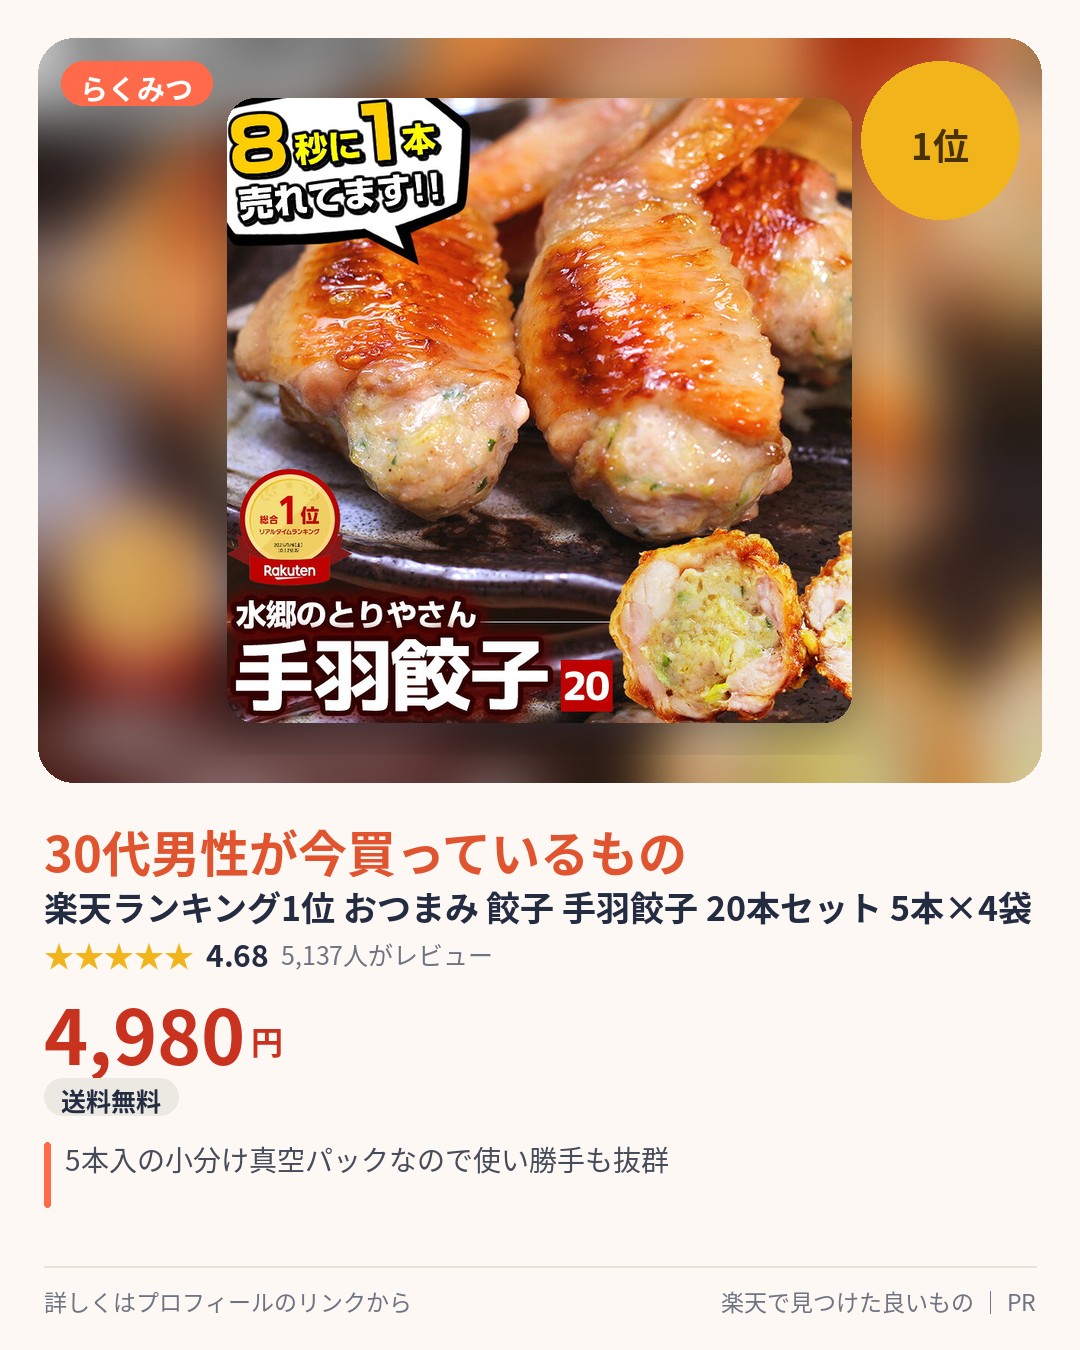 らくみつ
1位
8秒に1本
売れてます!!
総合1位
リアルタイムランキング
Rakuten
水郷のとりやさん
手羽餃子 20
30代男性が今買っているもの
楽天ランキング1位 おつまみ 餃子 手羽餃子 20本セット 5本×4袋
★★★★★ 4.68 5,137人がレビュー
4,980円
送料無料
5本入の小分け真空パックなので使い勝手も抜群
詳しくはプロフィールのリンクから
楽天で見つけた良いもの | PR